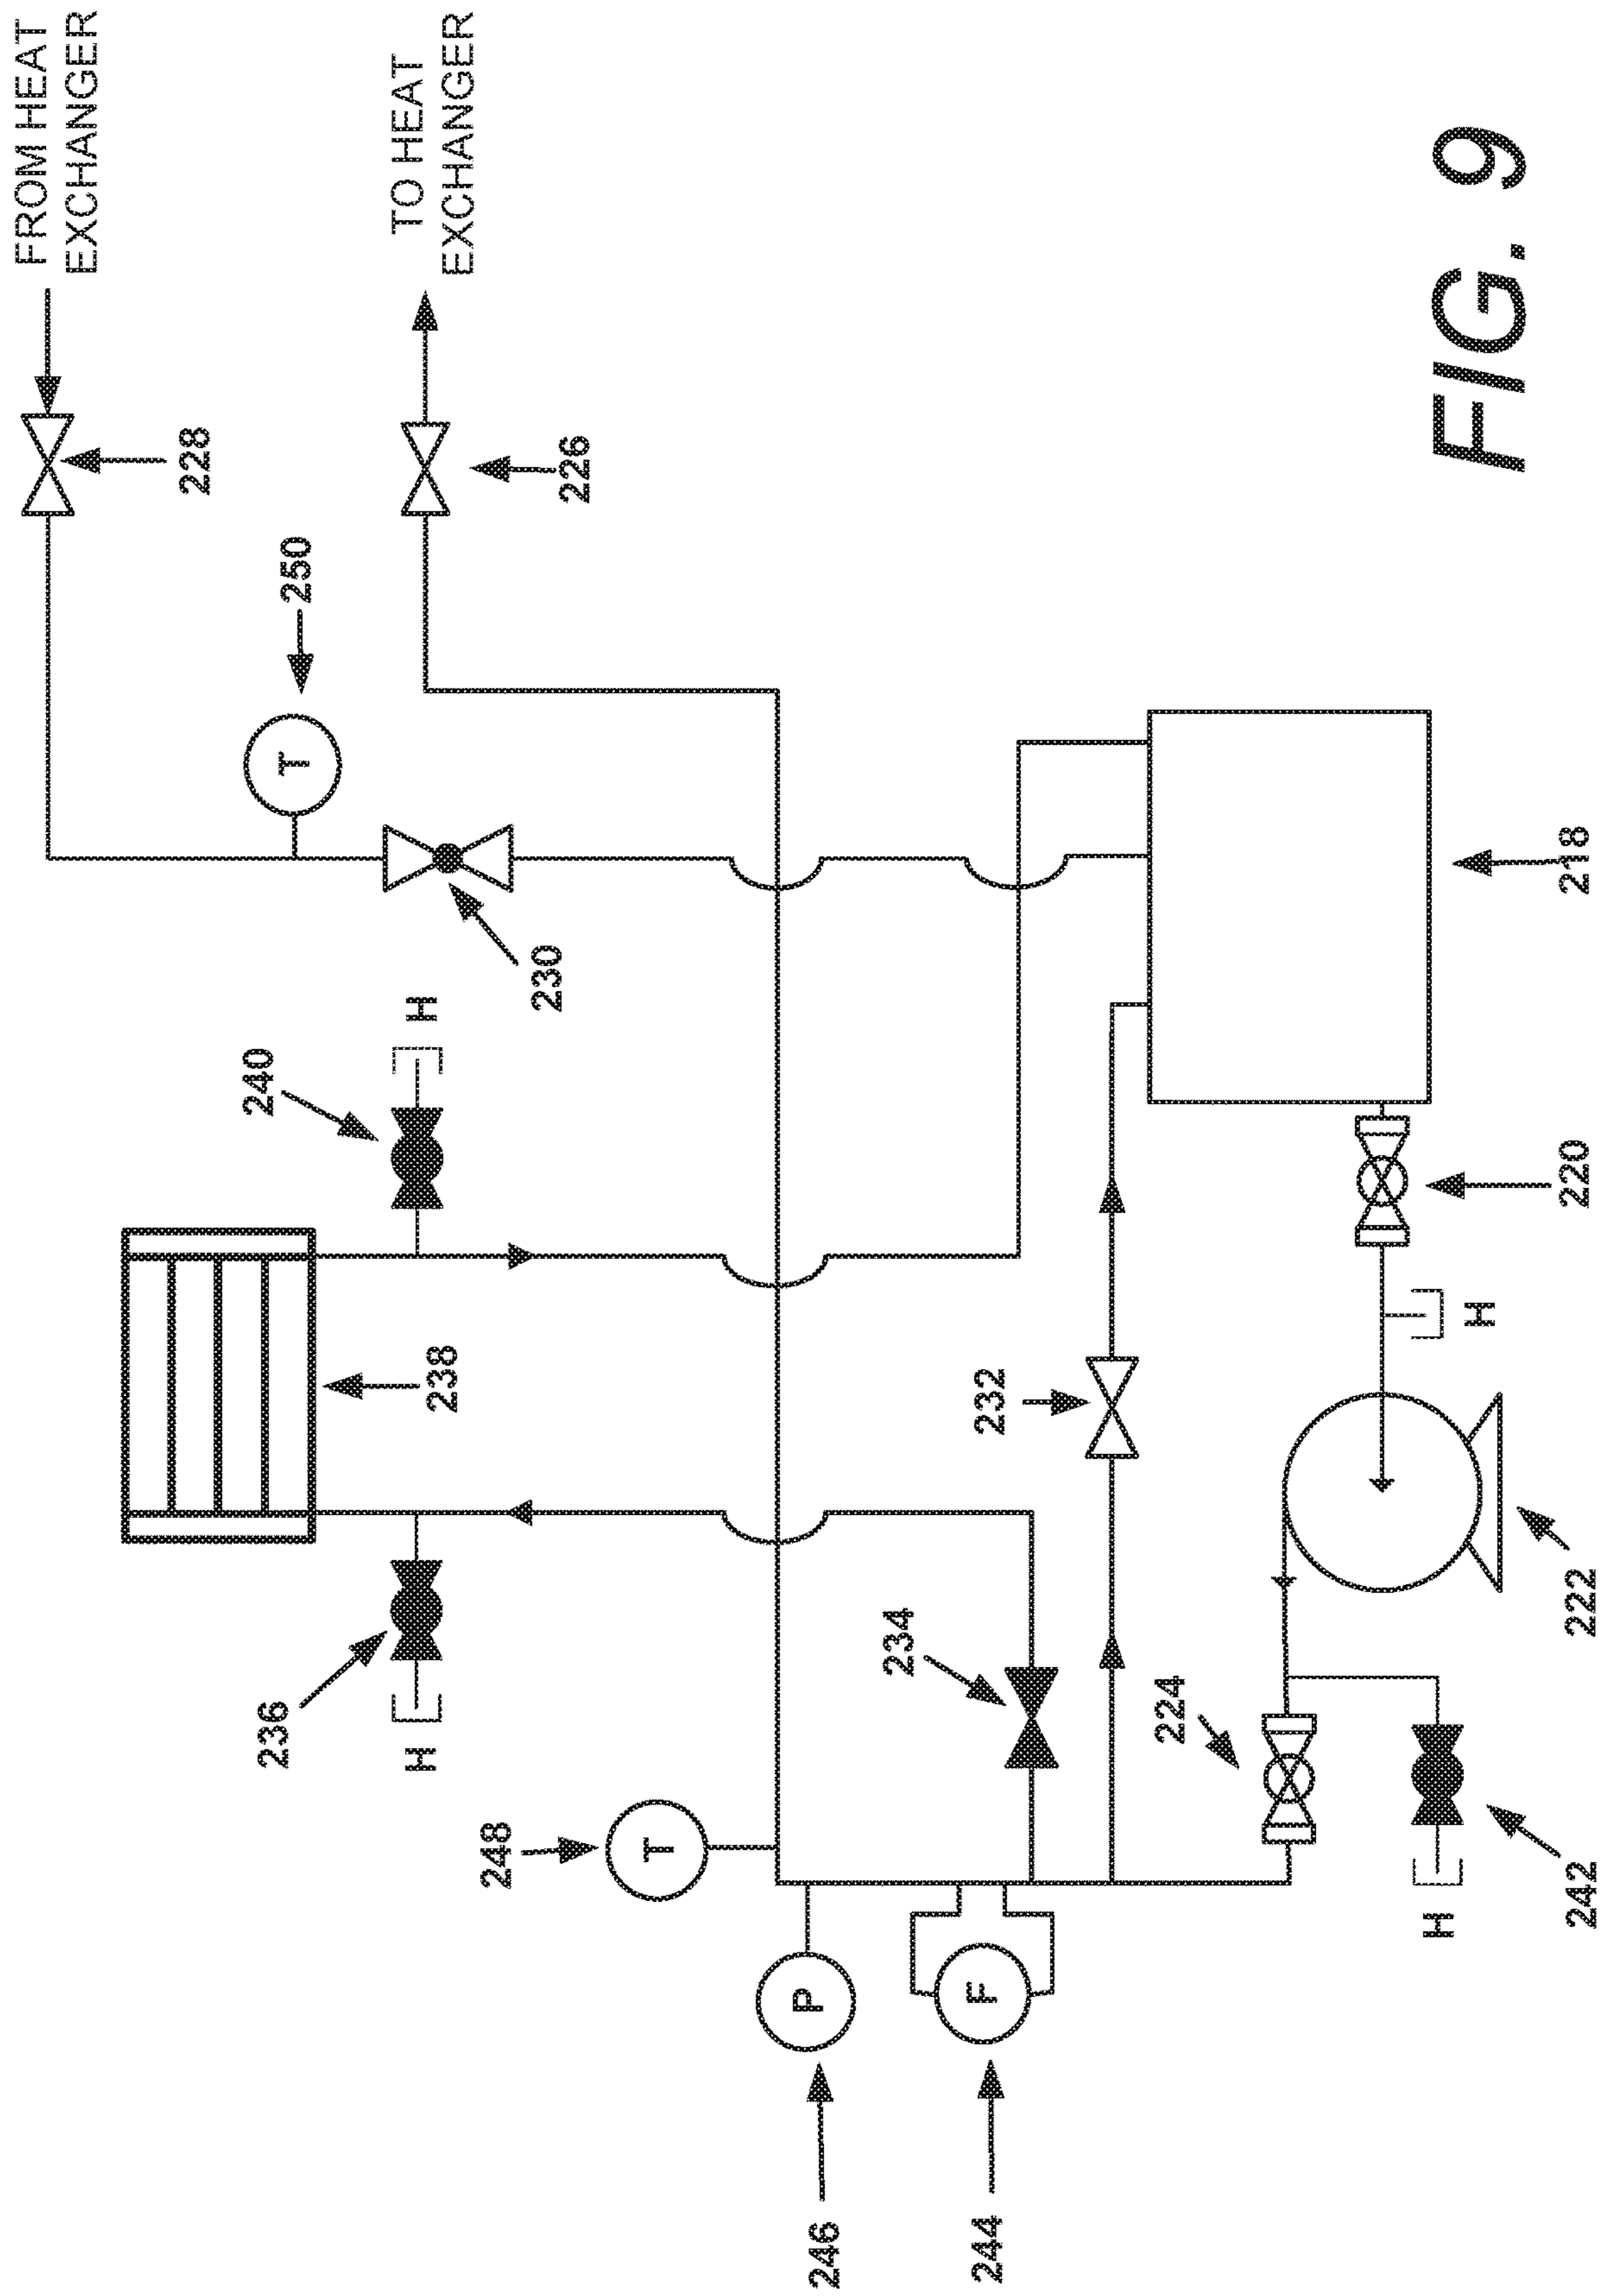 FROM HEAT
EXCHANGER
228
250
T
TO HEAT
EXCHANGER
226
240
H
230
238
236
H
248
T
P
246
F
244
234
232
224
218
220
H
222
242
H
FIG. 9